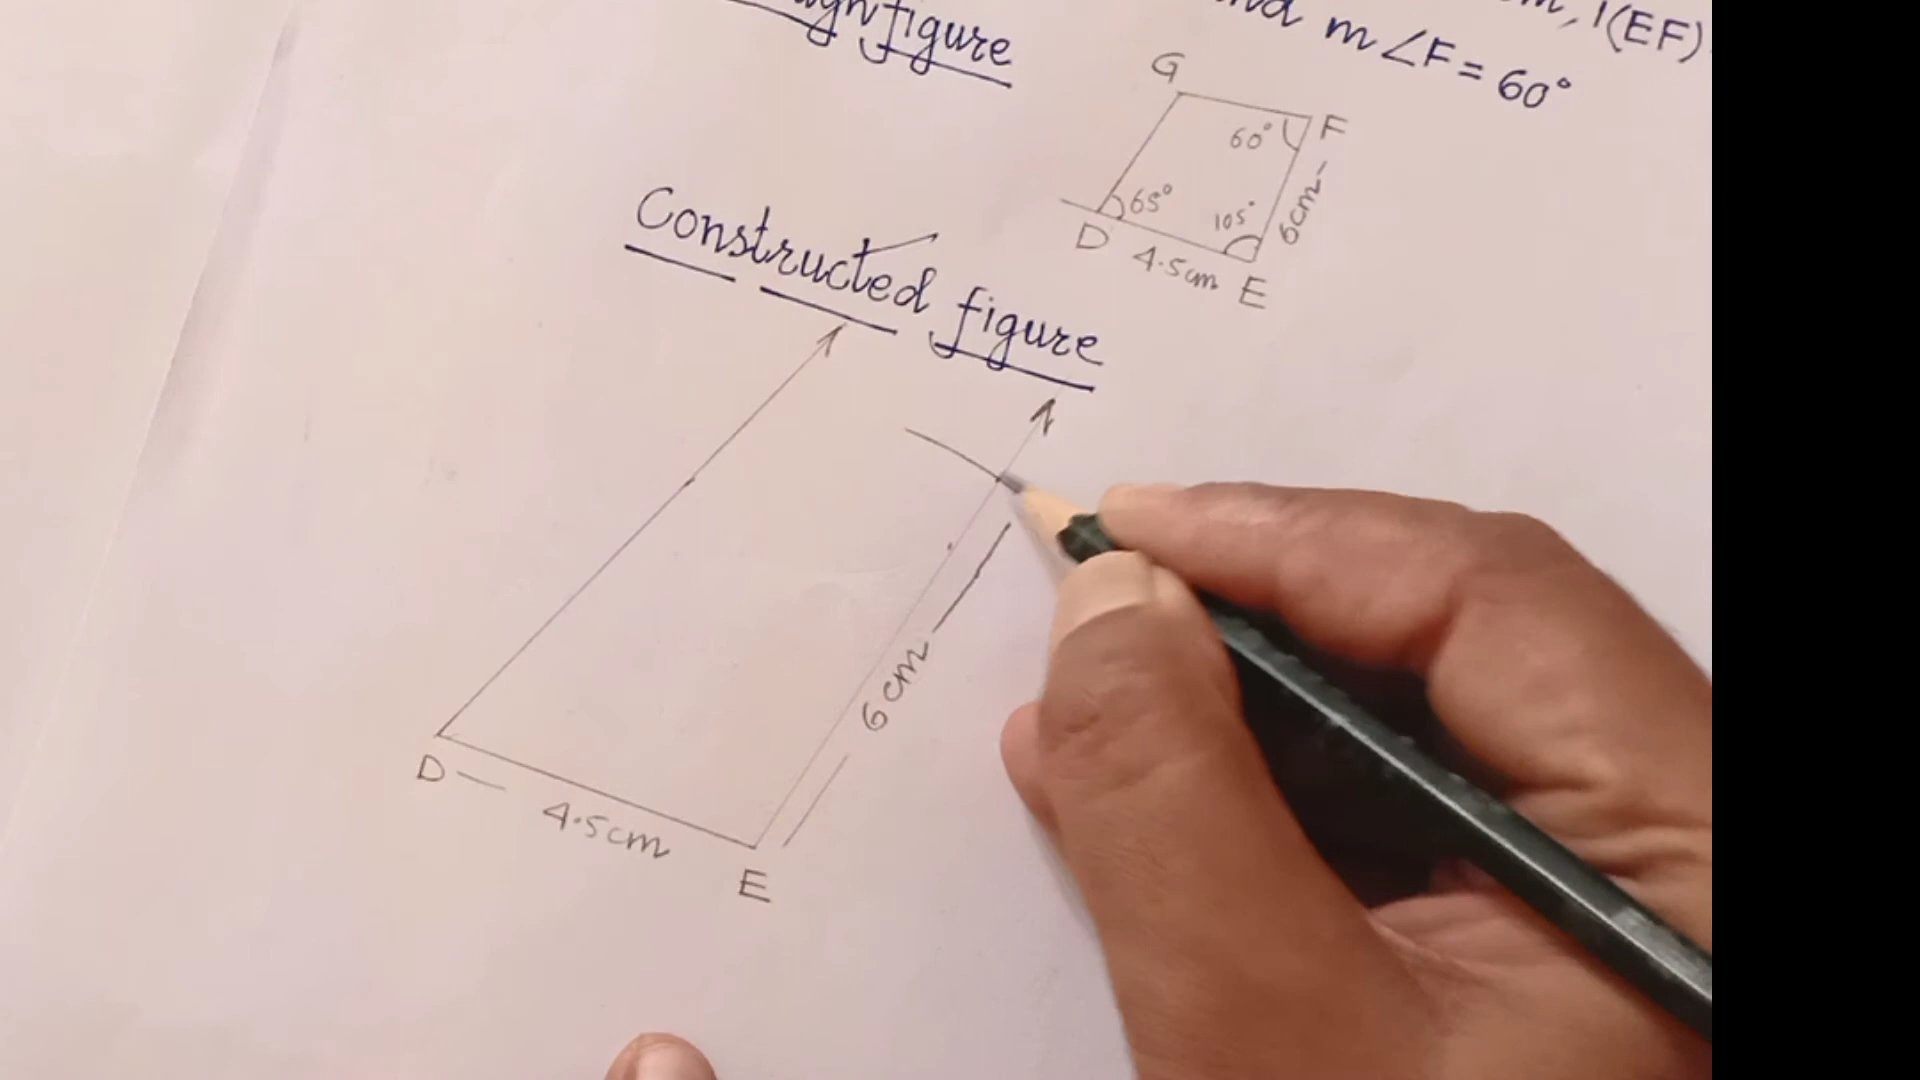 figure
m, l(EF)
m∠F = 60°
G
60°
F
65°
105°
6cm
D
4.5cm
E
Constructed figure
6cm
D
4.5cm
E